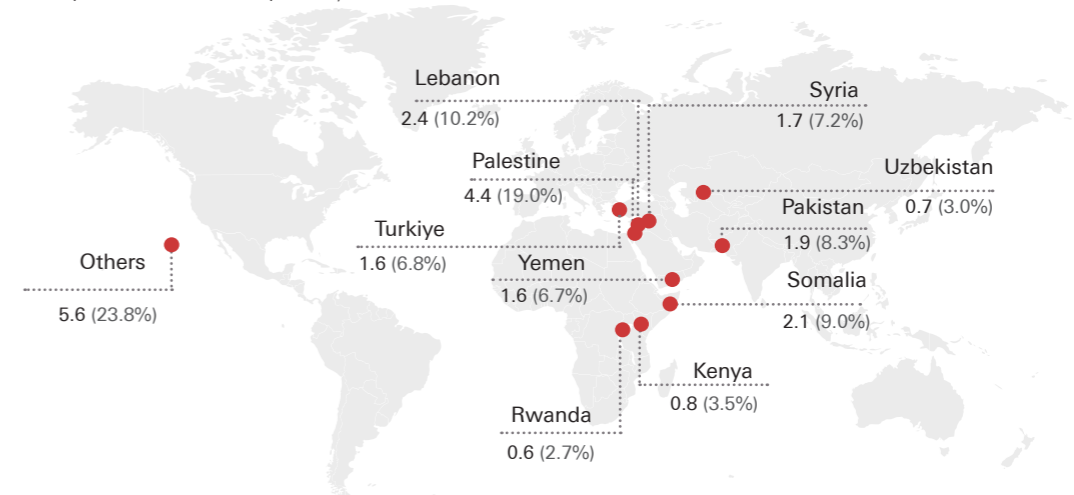 Lebanon
2.4 (10.2%)
Syria
1.7 (7.2%)
Palestine
4.4 (19.0%)
Uzbekistan
0.7 (3.0%)
Pakistan
1.9 (8.3%)
Turkiye
1.6 (6.8%)
Yemen
1.6 (6.7%)
Others
5.6 (23.8%)
Somalia
2.1 (9.0%)
Kenya
0.8 (3.5%)
Rwanda
0.6 (2.7%)